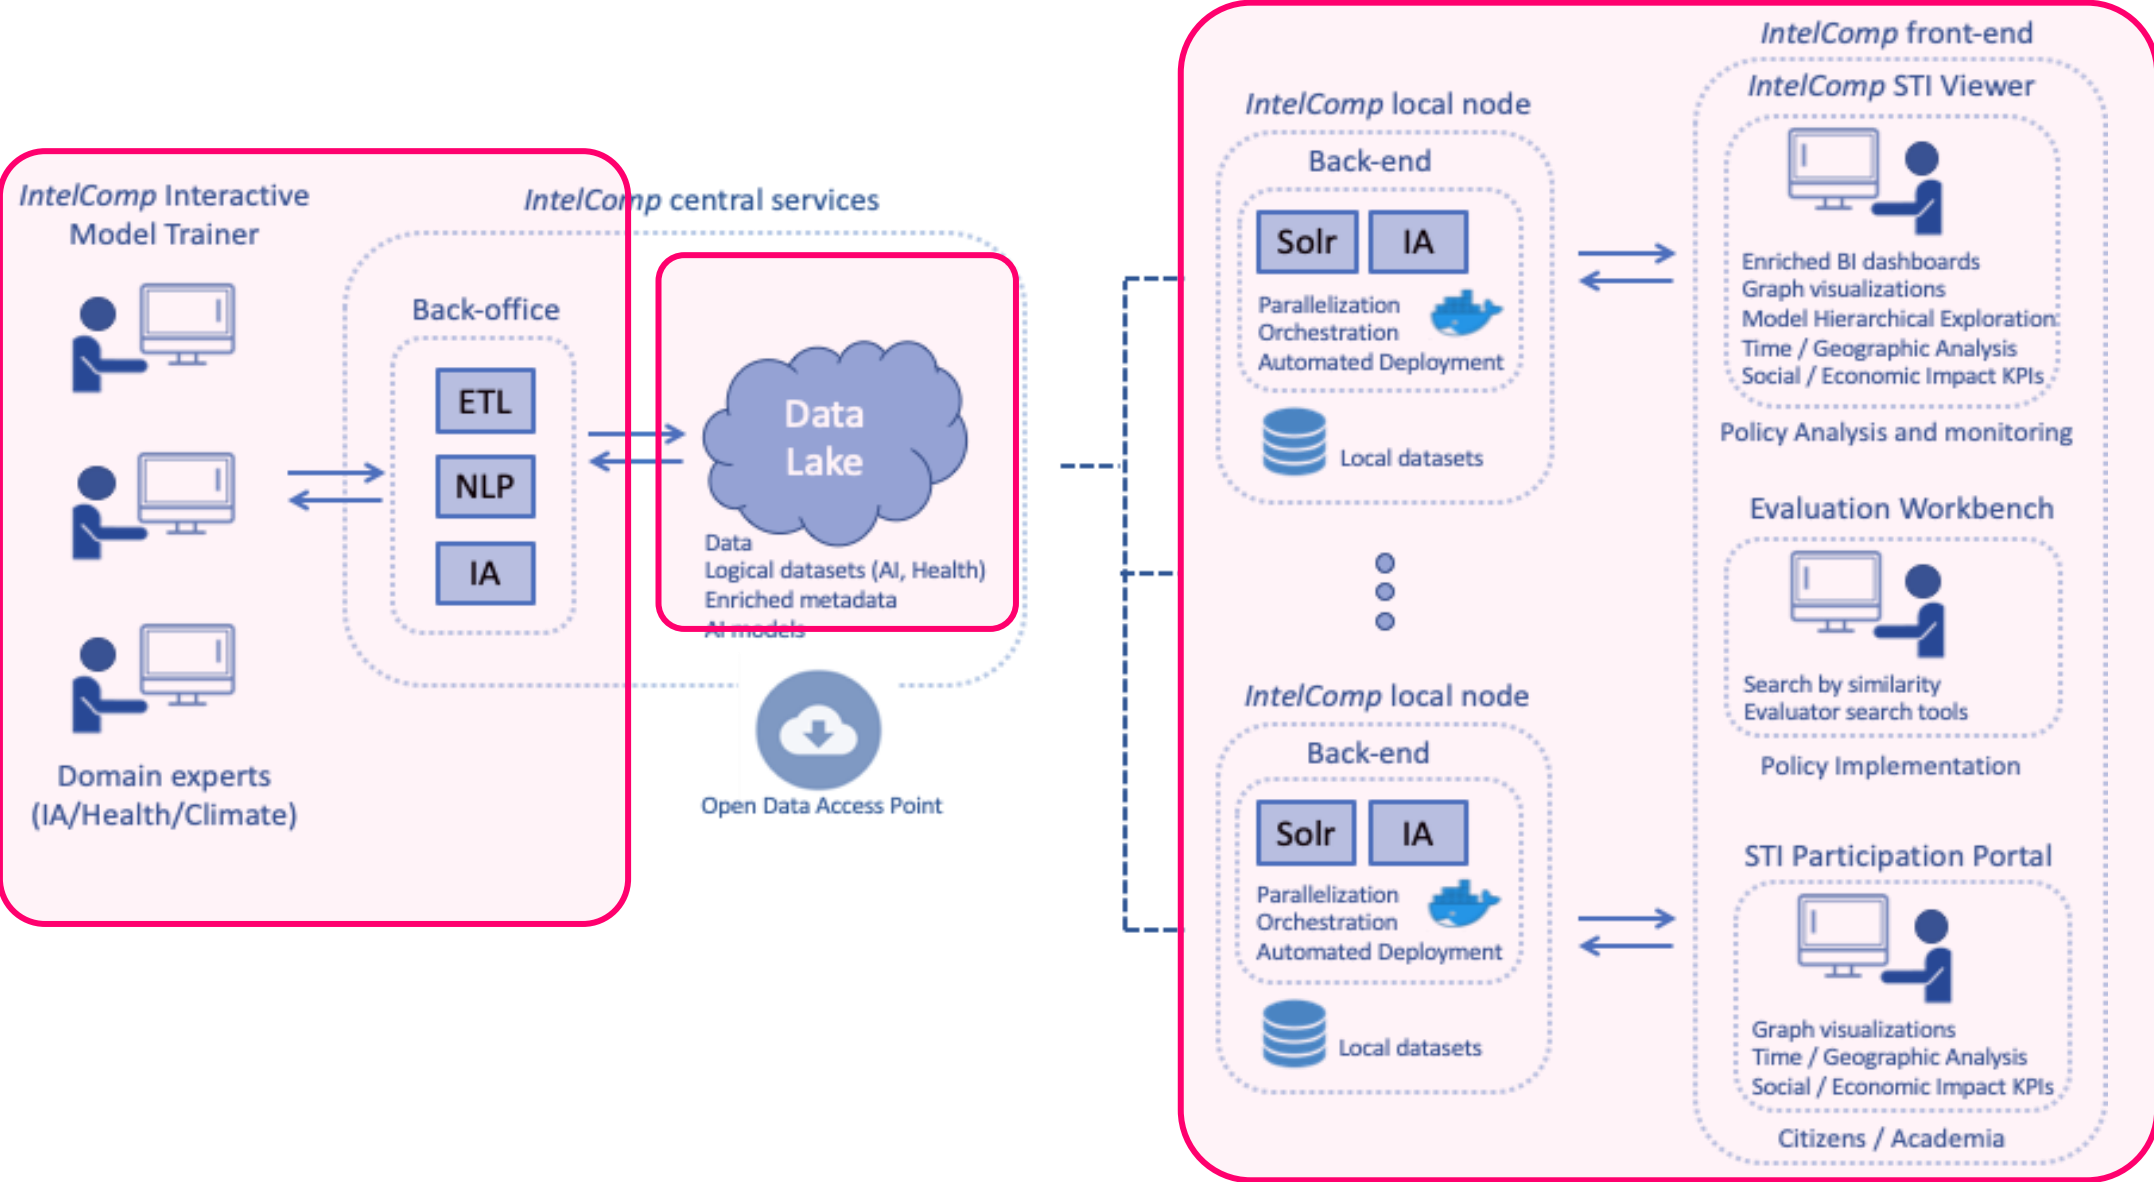 IntelComp Interactive
Model Trainer
Domain experts
(IA/Health/Climate)
IntelComp central services
Back-office
ETL
NLP
IA
Data
Lake
Data
Logical datasets (AI, Health)
Enriched metadata
AI models
Open Data Access Point
IntelComp local node
Back-end
Solr
IA
Parallelization
Orchestration
Automated Deployment
Local datasets
IntelComp local node
Back-end
Solr
IA
Parallelization
Orchestration
Automated Deployment
Local datasets
IntelComp front-end
IntelComp STI Viewer
Enriched BI dashboards
Graph visualizations
Model Hierarchical Exploration
Time / Geographic Analysis
Social / Economic Impact KPIs
Policy Analysis and monitoring
Evaluation Workbench
Search by similarity
Evaluator search tools
Policy Implementation
STI Participation Portal
Graph visualizations
Time / Geographic Analysis
Social / Economic Impact KPIs
Citizens / Academia